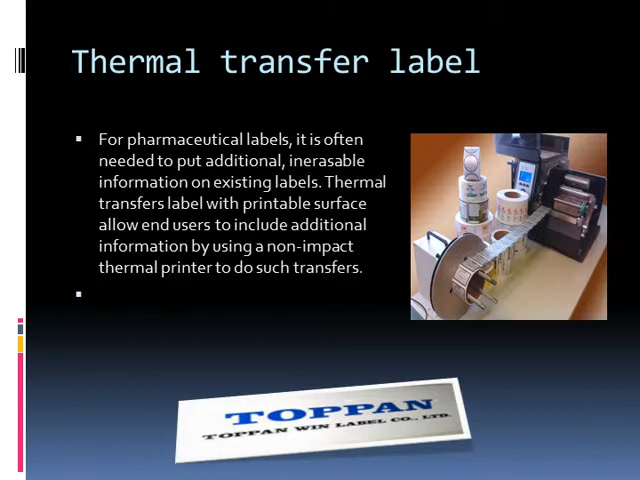 Thermal transfer label
For pharmaceutical labels, it is often
needed to put additional, inerasable
information on existing labels. Thermal
transfers label with printable surface
allow end users to include additional
information by using a non-impact
thermal printer to do such transfers.
TOPPAN
TOPPAN WIN LABEL CO., LTD.